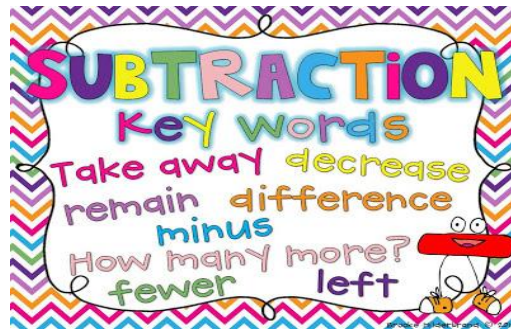 SUBTRACTION
Key words
Take away decrease
remain difference
minus
How many more?
fewer left